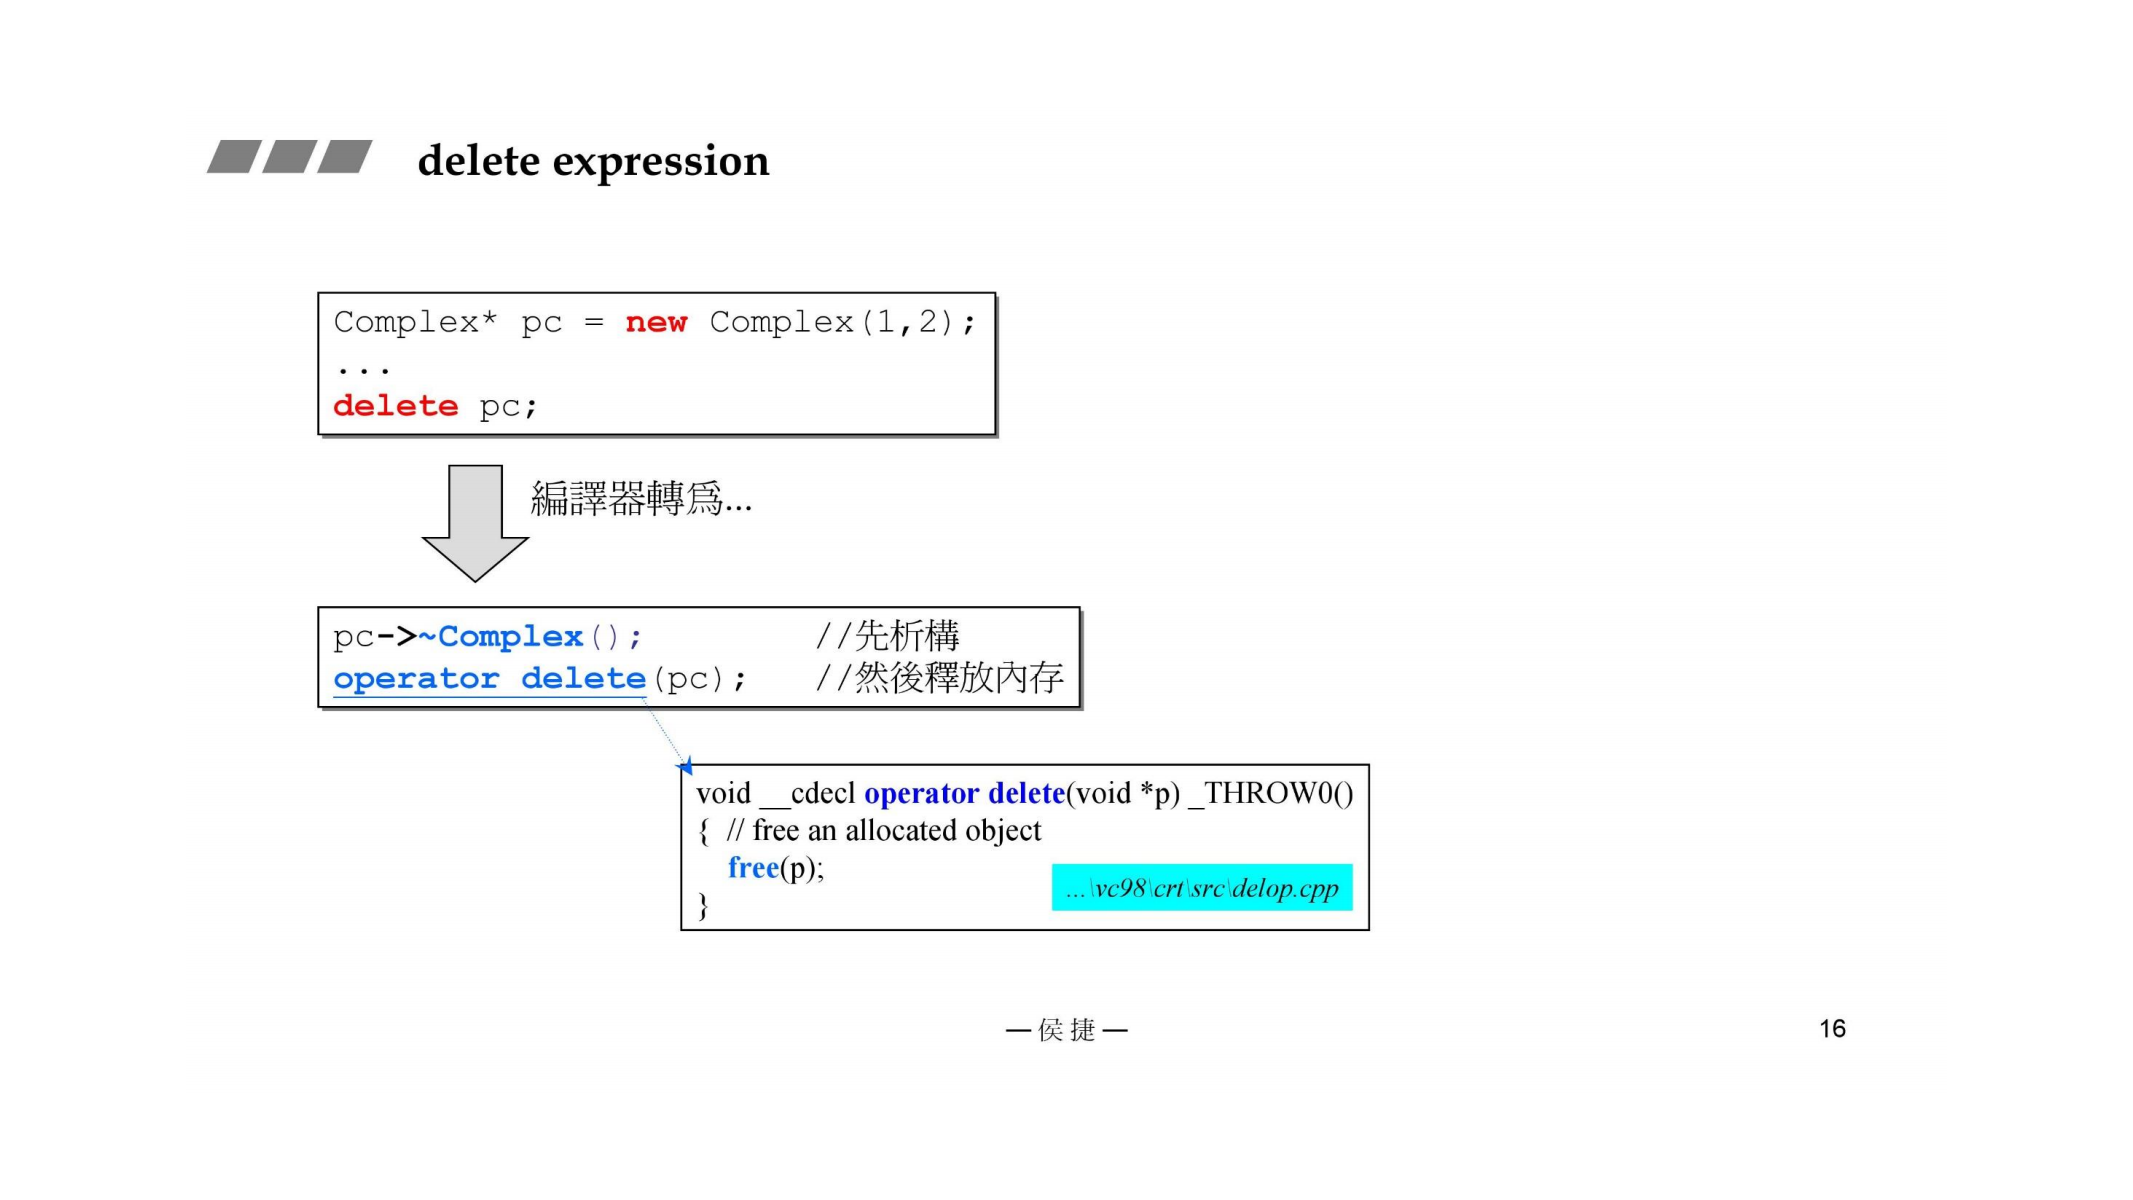 delete expression
Complex* pc = new Complex(1,2);
...
delete pc;
編譯器轉爲...
pc->~Complex(); //先析構
operator delete(pc); //然後釋放內存
void __cdecl operator delete(void *p) _THROW0()
{ // free an allocated object
free(p);
}
...\vc98\crt\src\delop.cpp
— 侯 捷 —
16